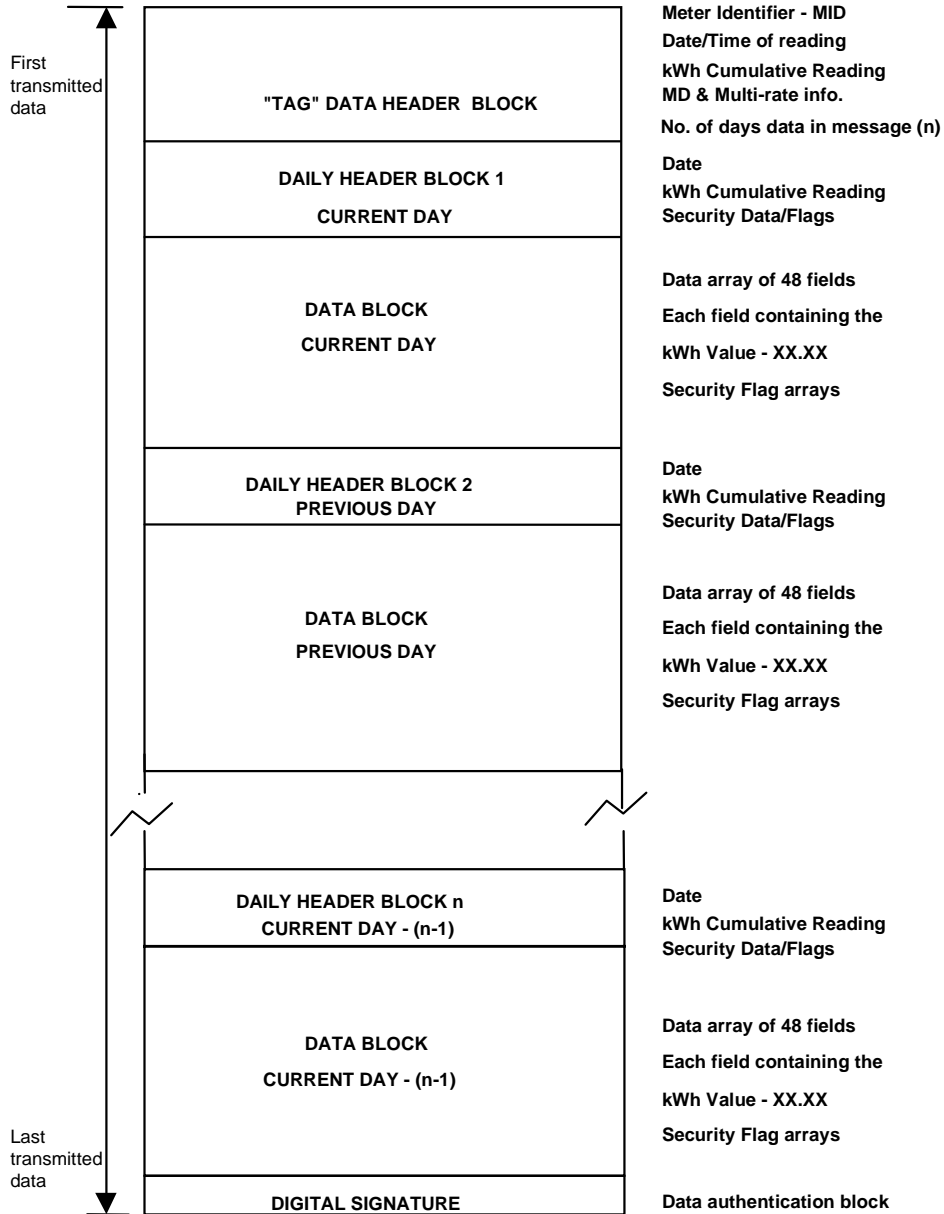 Meter Identifier - MID
Date/Time of reading
First
transmitted
data
kWh Cumulative Reading
MD & Multi-rate info.
"TAG" DATA HEADER BLOCK
No. of days data in message (n)
DAILY HEADER BLOCK 1
CURRENT DAY
Date
kWh Cumulative Reading
Security Data/Flags
DATA BLOCK
CURRENT DAY
Data array of 48 fields
Each field containing the
kWh Value - XX.XX
Security Flag arrays
DAILY HEADER BLOCK 2
PREVIOUS DAY
Date
kWh Cumulative Reading
Security Data/Flags
DATA BLOCK
PREVIOUS DAY
Data array of 48 fields
Each field containing the
kWh Value - XX.XX
Security Flag arrays
DAILY HEADER BLOCK n
CURRENT DAY - (n-1)
Date
kWh Cumulative Reading
Security Data/Flags
DATA BLOCK
CURRENT DAY - (n-1)
Data array of 48 fields
Each field containing the
kWh Value - XX.XX
Security Flag arrays
Last
transmitted
data
DIGITAL SIGNATURE
Data authentication block